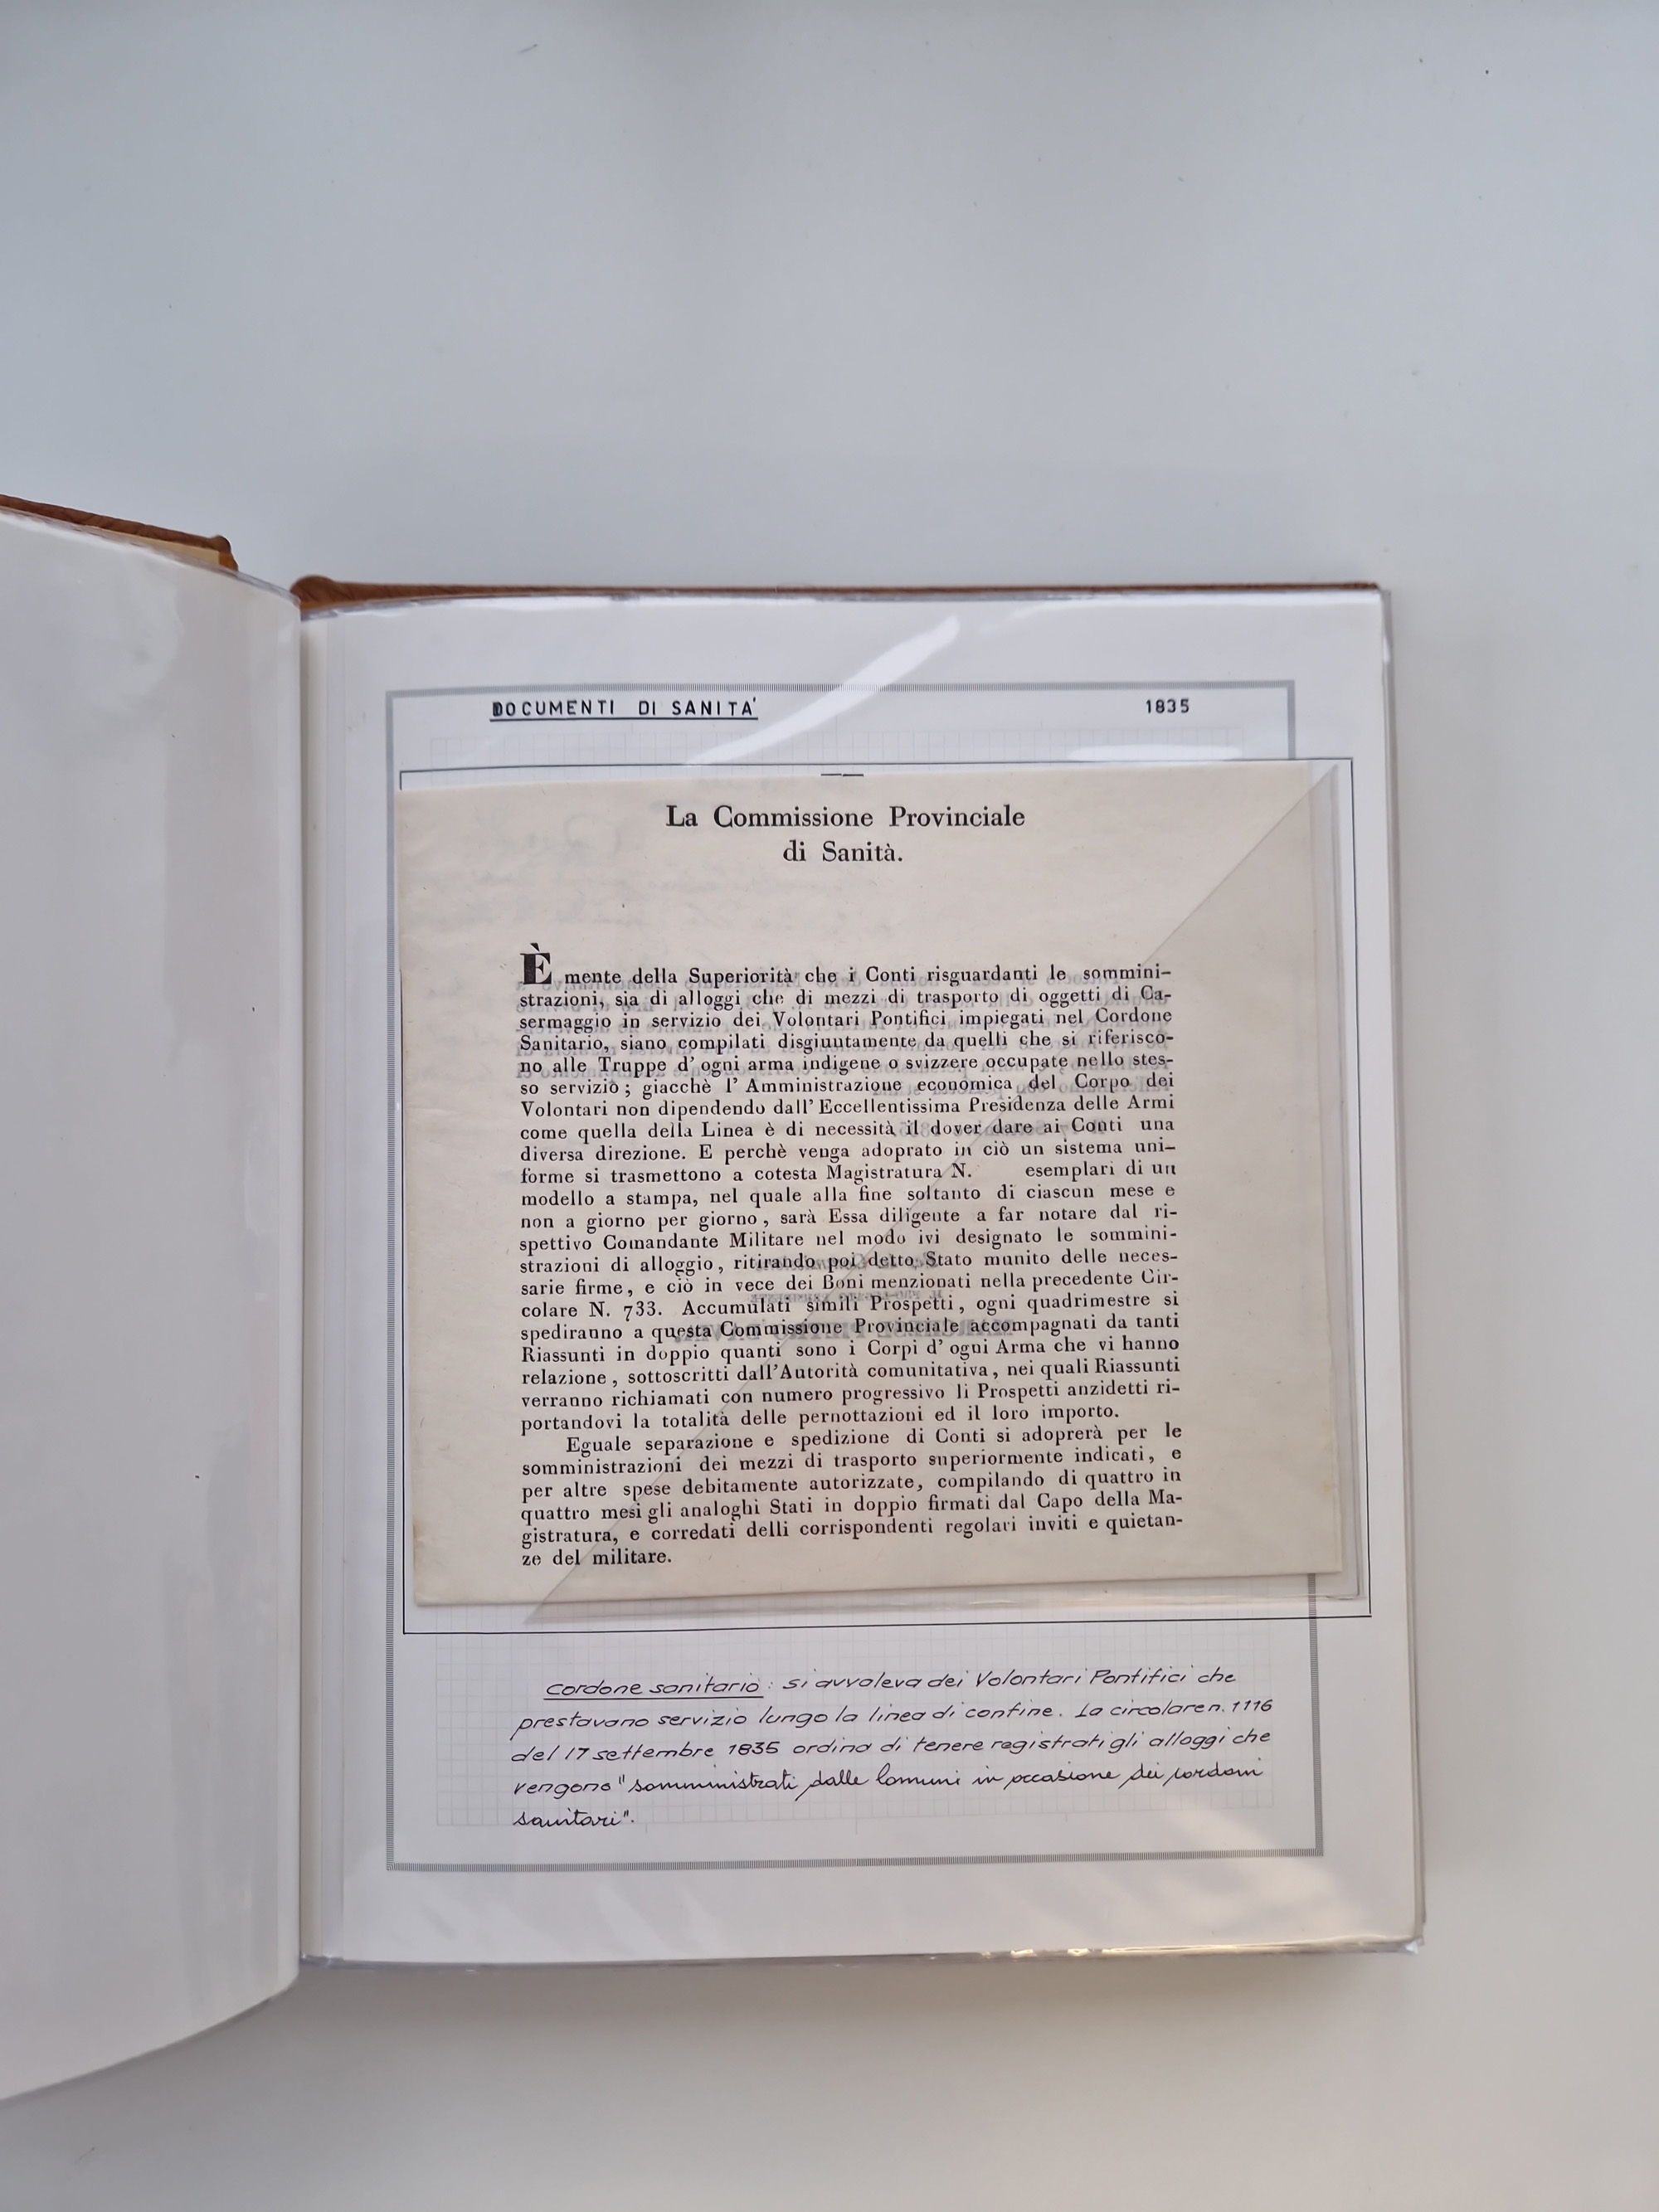 DOCUMENTI DI SANITA' 1835
La Commissione Provinciale
di Sanità.
È mente della Superiorità che i Conti risguardanti le sommini-
strazioni, sia di alloggi che di mezzi di trasporto di oggetti di Ca-
sermaggio in servizio dei Volontari Pontifici impiegati nel Cordone
Sanitario, siano compilati disgiuntamente da quelli che si riferisco-
no alle Truppe d' ogni arma indigene o svizzere occupate nello stes-
so servizio; giacchè l' Amministrazione economica del Corpo dei
Volontari non dipendendo dall' Eccellentissima Presidenza delle Armi
come quella della Linea è di necessità il dover dare ai Conti una
diversa direzione. E perchè venga adoprato in ciò un sistema uni-
forme si trasmettono a cotesta Magistratura N. esemplari di un
modello a stampa, nel quale alla fine soltanto di ciascun mese e
non a giorno per giorno, sarà Essa diligente a far notare dal ri-
spettivo Comandante Militare nel modo ivi designato le sommini-
strazioni di alloggio, ritirando poi detto Stato munito delle neces-
sarie firme, e ciò in vece dei Boni menzionati nella precedente Cir-
colare N. 733. Accumulati simili Prospetti, ogni quadrimestre si
spediranno a questa Commissione Provinciale accompagnati da tanti
Riassunti in doppio quanti sono i Corpi d' ogni Arma che vi hanno
relazione, sottoscritti dall'Autorità comunitativa, nei quali Riassunti
verranno richiamati con numero progressivo li Prospetti anzidetti ri-
portandovi la totalità delle pernottazioni ed il loro importo.
Eguale separazione e spedizione di Conti si adoprerà per le
somministrazioni dei mezzi di trasporto superiormente indicati, e
per altre spese debitamente autorizzate, compilando di quattro in
quattro mesi gli analoghi Stati in doppio firmati dal Capo della Ma-
gistratura, e corredati delli corrispondenti regolari inviti e quietan-
ze del militare.
cordone sanitario: si avvaleva dei Volontari Pontifici che
prestavano servizio lungo la linea di confine. La circolare n. 1116
del 17 settembre 1835 ordina di tenere registrati gli alloggi che
vengono "somministrati dalle Comuni in occasione dei cordoni
sanitari".